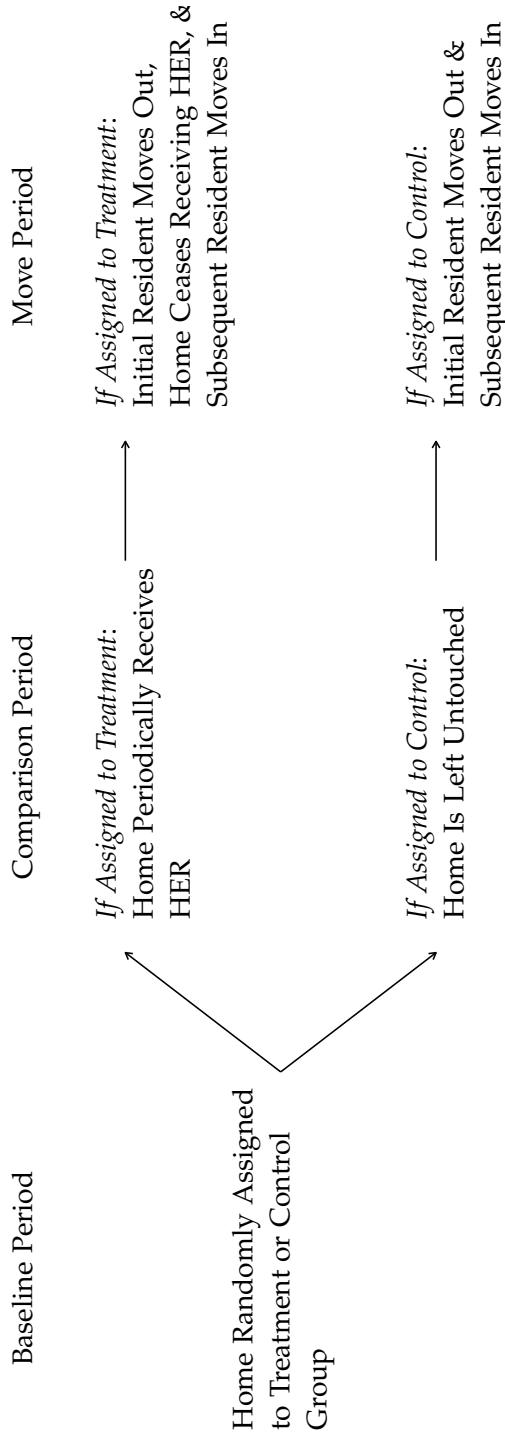 Baseline Period
Comparison Period
Move Period
Home Randomly Assigned
to Treatment or Control
Group
If Assigned to Treatment:
Home Periodically Receives
HER
If Assigned to Treatment:
Initial Resident Moves Out,
Home Ceases Receiving HER, &
Subsequent Resident Moves In
If Assigned to Control:
Home Is Left Untouched
If Assigned to Control:
Initial Resident Moves Out &
Subsequent Resident Moves In